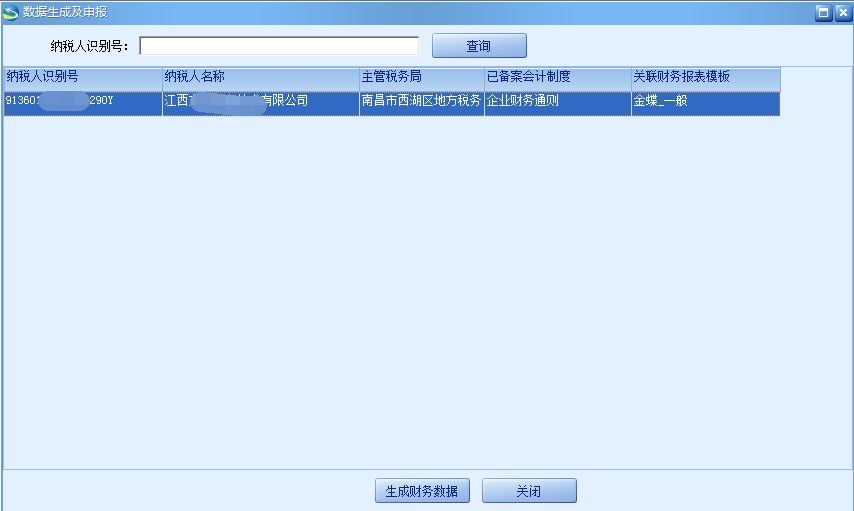 数据生成及申报
纳税人识别号： 查询
纳税人识别号 纳税人名称 主管税务局 已备案会计制度 关联财务报表模板
91360 290Y 江西 有限公司 南昌市西湖区地方税务 企业财务通则 金蝶_一般
生成财务数据 关闭